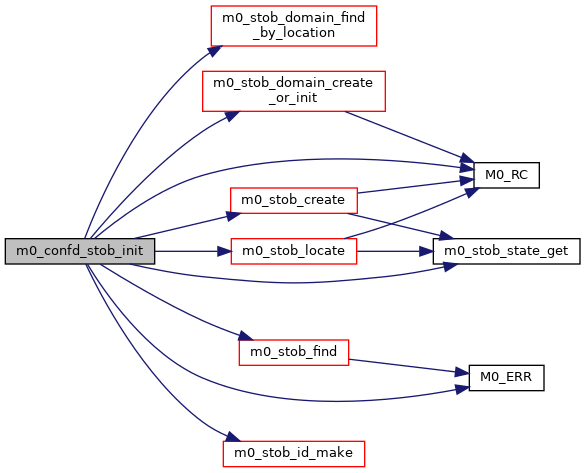 m0_stob_domain_find
_by_location
m0_stob_domain_create
_or_init
M0_RC
m0_stob_create
m0_confd_stob_init
m0_stob_locate
m0_stob_state_get
m0_stob_find
M0_ERR
m0_stob_id_make